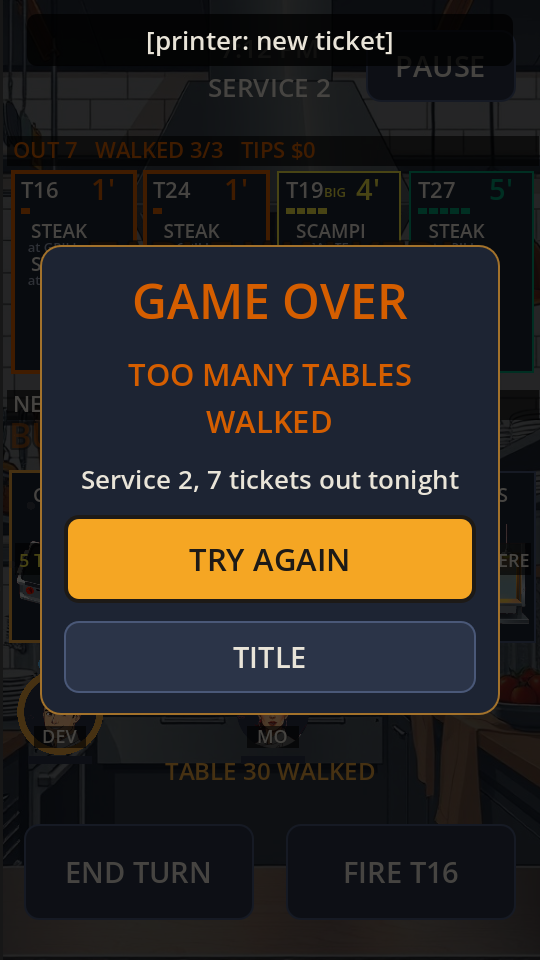 [printer: new ticket]
PAUSE
SERVICE 2
OUT 7 WALKED 3/3 TIPS $0
T16 1' T24 1' T19 BIG 4' T27 5'
STEAK STEAK SCAMPI STEAK
GAME OVER
TOO MANY TABLES
WALKED
Service 2, 7 tickets out tonight
TRY AGAIN
TITLE
DEV MO
TABLE 30 WALKED
END TURN FIRE T16